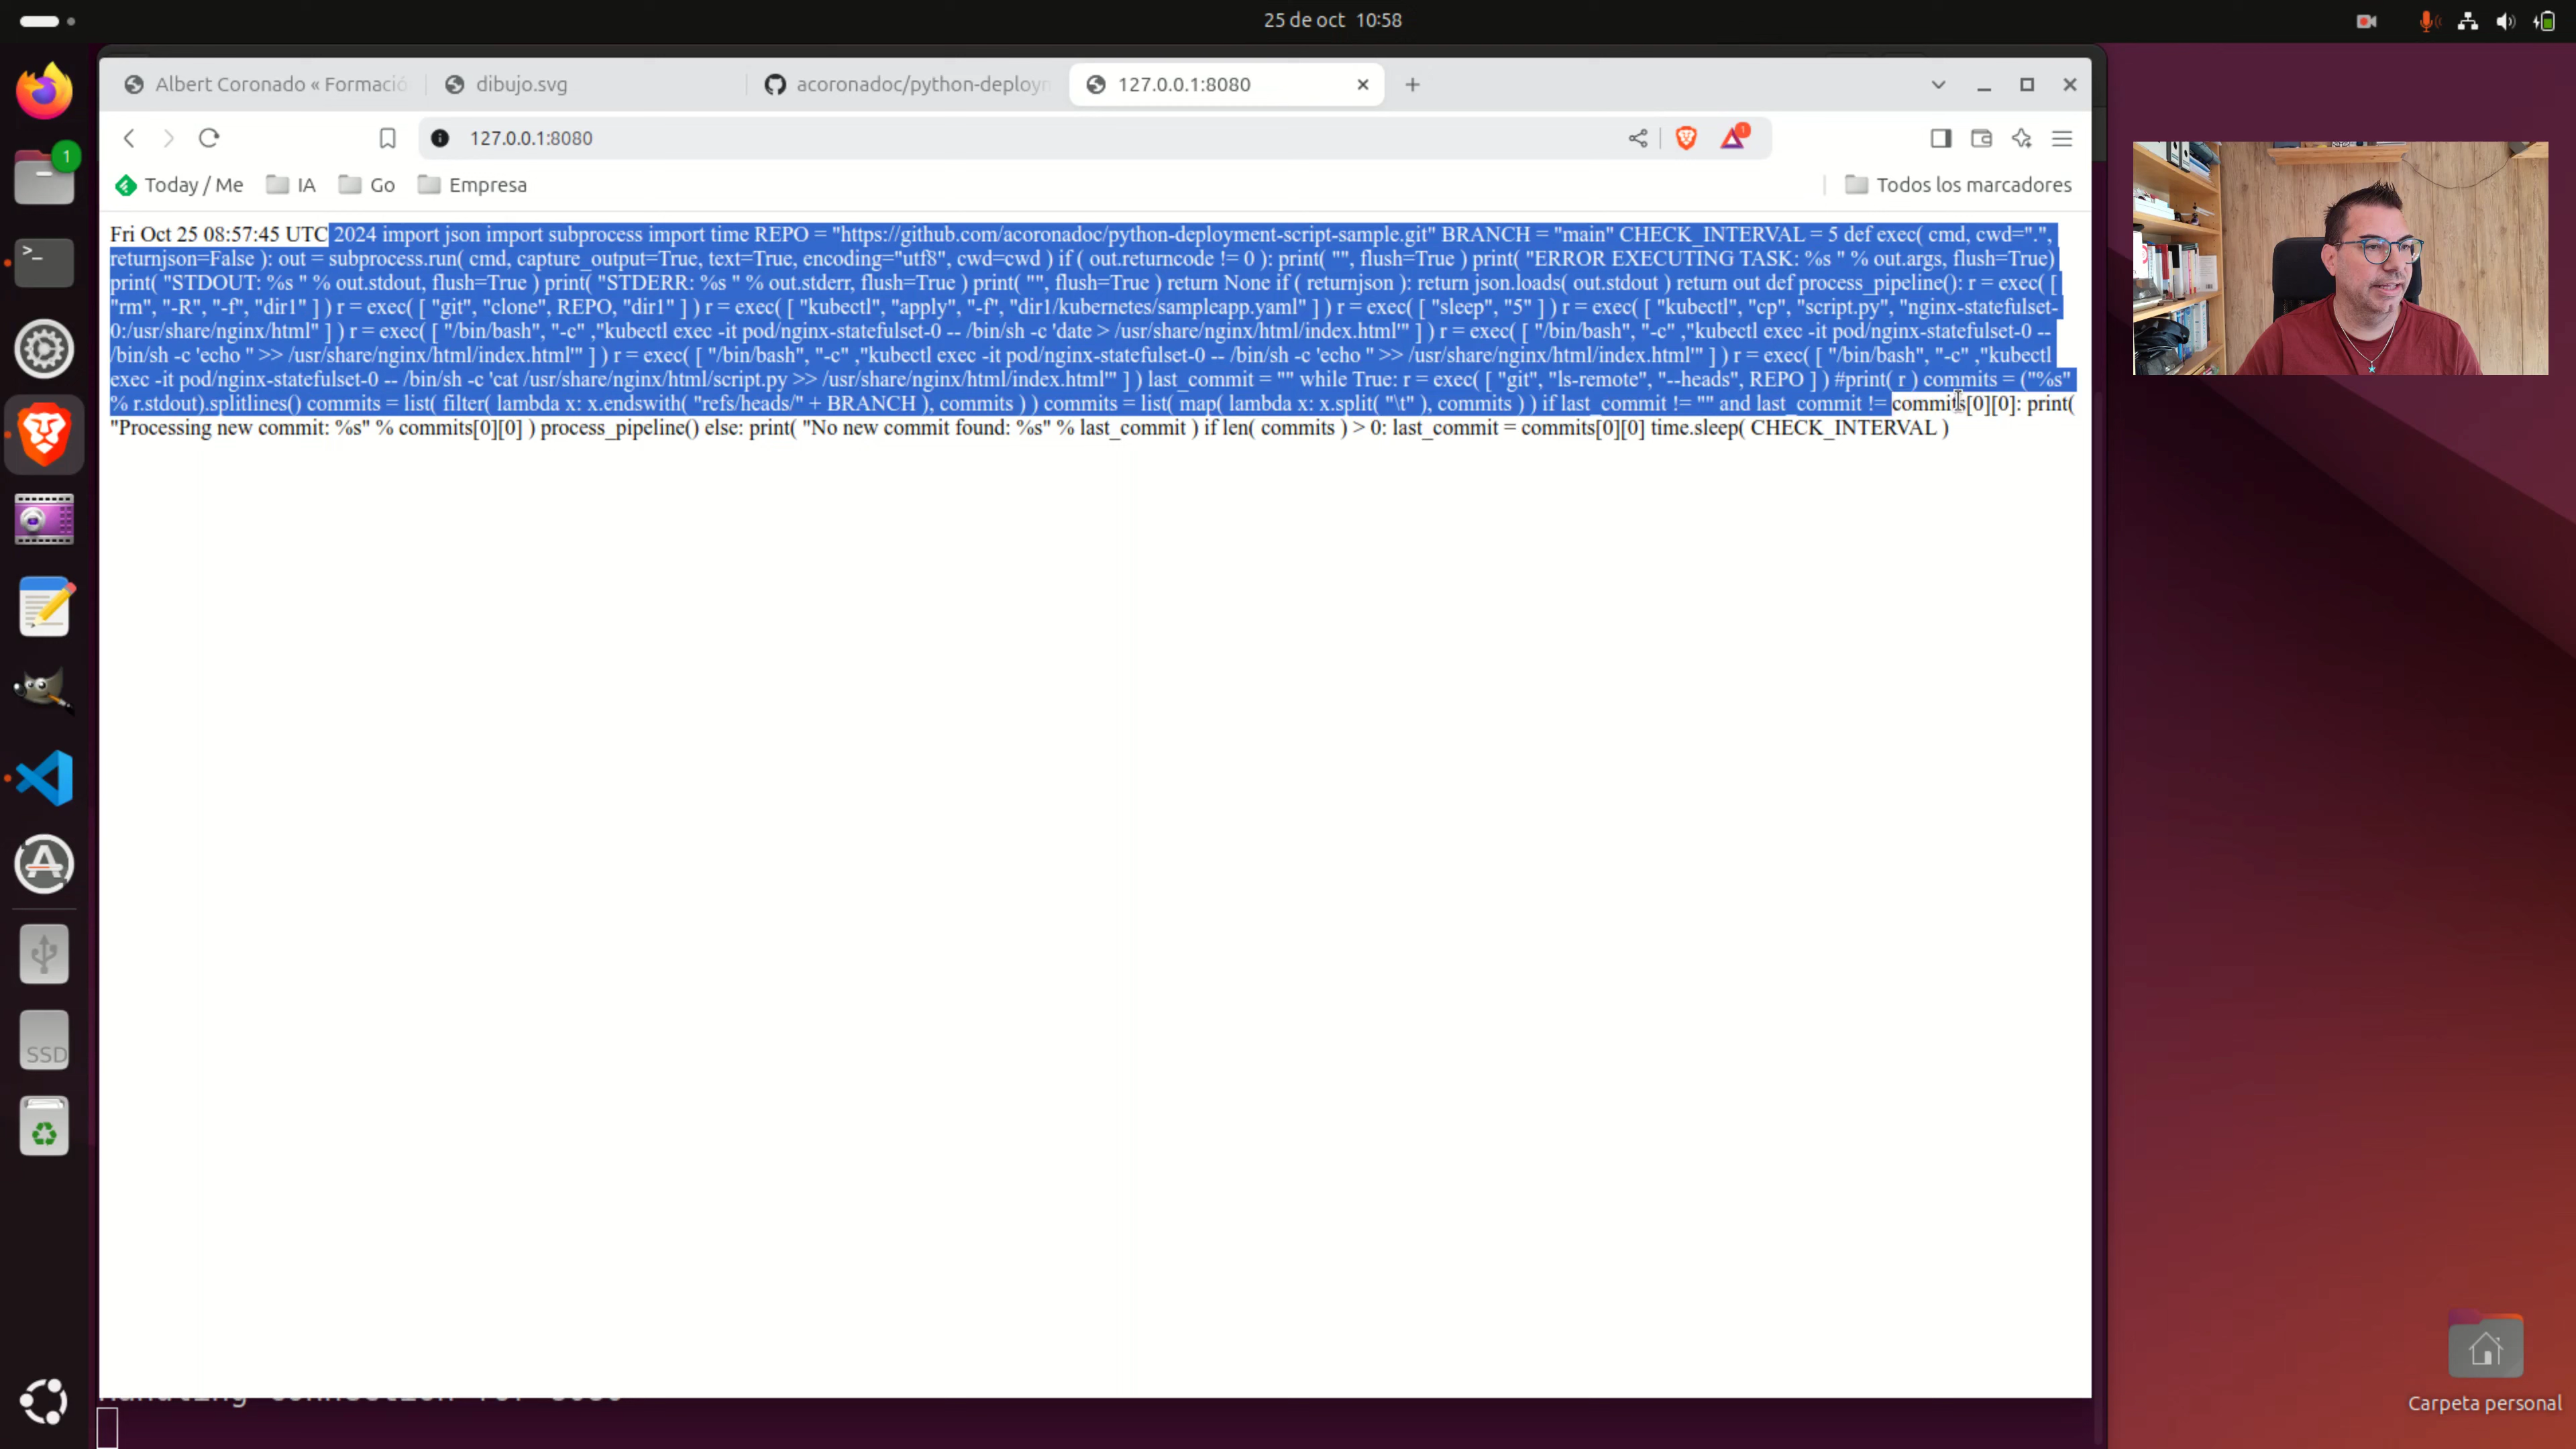 25 de oct 10:58
Albert Coronado « Formació
dibujo.svg
acoronadoc/python-deployn
127.0.0.1:8080
127.0.0.1:8080
1
1
Today / Me
IA
Go
Empresa
Todos los marcadores
Fri Oct 25 08:57:45 UTC 2024 import json import subprocess import time REPO = "https://github.com/acoronadoc/python-deployment-script-sample.git" BRANCH = "main" CHECK_INTERVAL = 5 def exec( cmd, cwd=".",
returnjson=False ): out = subprocess.run( cmd, capture_output=True, text=True, encoding="utf8", cwd=cwd ) if ( out.returncode != 0 ): print( "", flush=True ) print( "ERROR EXECUTING TASK: %s " % out.args, flush=True)
print( "STDOUT: %s " % out.stdout, flush=True ) print( "STDERR: %s " % out.stderr, flush=True ) print( "", flush=True ) return None if ( returnjson ): return json.loads( out.stdout ) return out def process_pipeline(): r = exec( [
"rm", "-R", "-f", "dir1" ] ) r = exec( [ "git", "clone", REPO, "dir1" ] ) r = exec( [ "kubectl", "apply", "-f", "dir1/kubernetes/sampleapp.yaml" ] ) r = exec( [ "sleep", "5" ] ) r = exec( [ "kubectl", "cp", "script.py", "nginx-statefulset-
0:/usr/share/nginx/html" ] ) r = exec( [ "/bin/bash", "-c" ,"kubectl exec -it pod/nginx-statefulset-0 -- /bin/sh -c 'date > /usr/share/nginx/html/index.html'" ] ) r = exec( [ "/bin/bash", "-c" ,"kubectl exec -it pod/nginx-statefulset-0 --
/bin/sh -c 'echo " >> /usr/share/nginx/html/index.html'" ] ) r = exec( [ "/bin/bash", "-c" ,"kubectl exec -it pod/nginx-statefulset-0 -- /bin/sh -c 'echo " >> /usr/share/nginx/html/index.html'" ] ) r = exec( [ "/bin/bash", "-c" ,"kubectl
exec -it pod/nginx-statefulset-0 -- /bin/sh -c 'cat /usr/share/nginx/html/script.py >> /usr/share/nginx/html/index.html'" ] ) last_commit = "" while True: r = exec( [ "git", "ls-remote", "--heads", REPO ] ) #print( r ) commits = ("%s"
% r.stdout).splitlines() commits = list( filter( lambda x: x.endswith( "refs/heads/" + BRANCH ), commits ) ) commits = list( map( lambda x: x.split( "\t" ), commits ) ) if last_commit != "" and last_commit != commits[0][0]: print(
"Processing new commit: %s" % commits[0][0] ) process_pipeline() else: print( "No new commit found: %s" % last_commit ) if len( commits ) > 0: last_commit = commits[0][0] time.sleep( CHECK_INTERVAL )
SSD
Carpeta personal